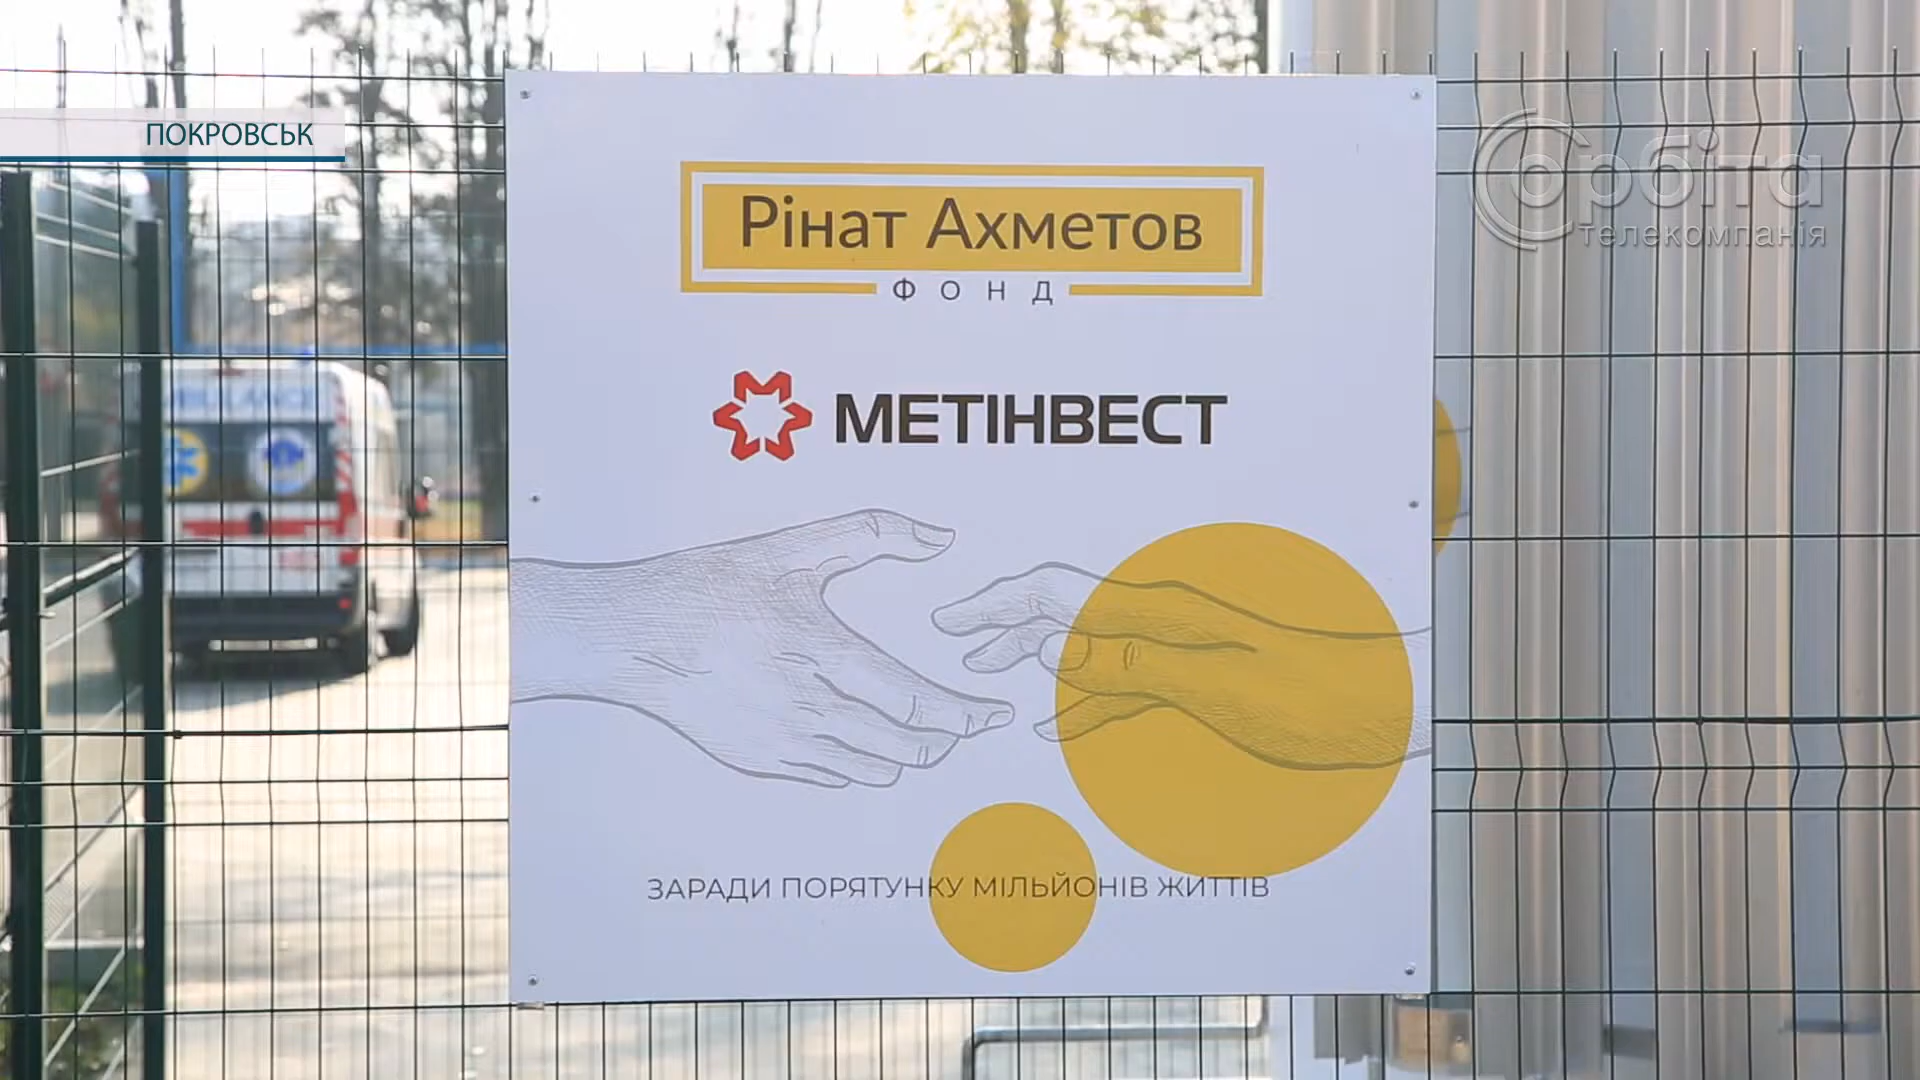 ПОКРОВСЬК
Орбіта
телекомпанія
Рінат Ахметов
ФОНД
МЕТІНВЕСТ
ЗАРАДИ ПОРЯТУНКУ МІЛЬЙОНІВ ЖИТТІВ